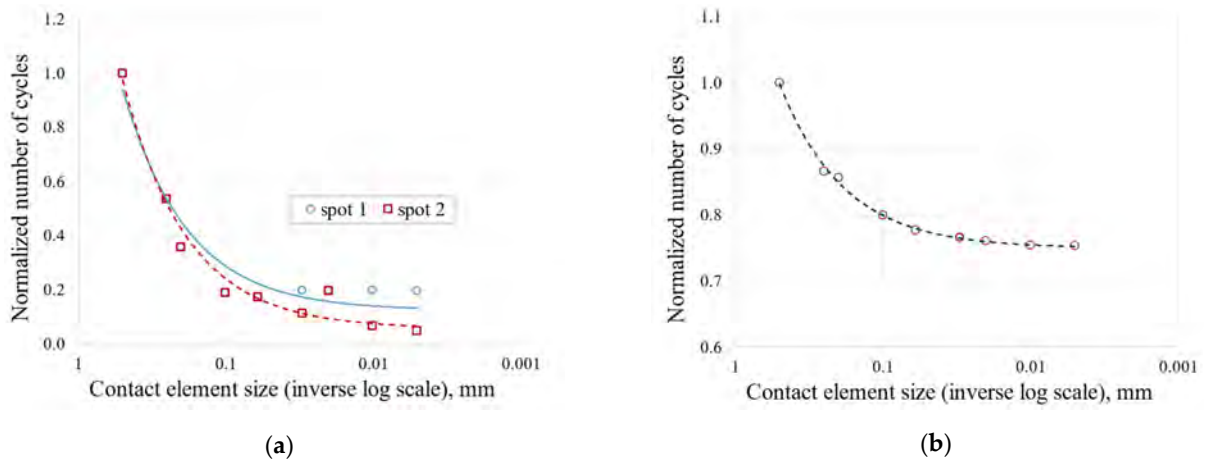 Normalized number of cycles
1.2
1.0
0.8
0.6
0.4
0.2
0.0
1
0.1
0.01
0.001
spot 1
spot 2
Contact element size (inverse log scale), mm
(a)
Normalized number of cycles
1.1
1.0
0.9
0.8
0.7
0.6
1
0.1
0.01
0.001
Contact element size (inverse log scale), mm
(b)